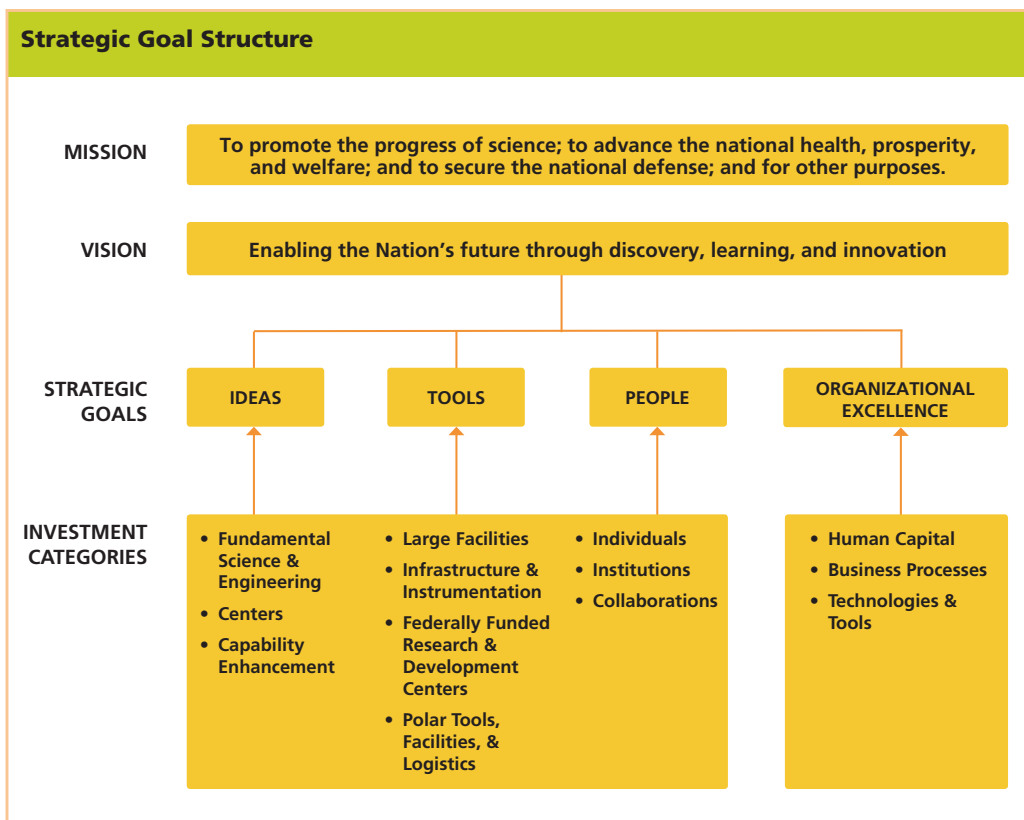 Strategic Goal Structure
MISSION
To promote the progress of science; to advance the national health, prosperity,
and welfare; and to secure the national defense; and for other purposes.
VISION
Enabling the Nation’s future through discovery, learning, and innovation
STRATEGIC
GOALS
IDEAS
TOOLS
PEOPLE
ORGANIZATIONAL
EXCELLENCE
INVESTMENT
CATEGORIES
• Fundamental
Science &
Engineering
• Centers
• Capability
Enhancement
• Large Facilities
• Infrastructure &
Instrumentation
• Federally Funded
Research &
Development
Centers
• Polar Tools,
Facilities, &
Logistics
• Individuals
• Institutions
• Collaborations
• Human Capital
• Business Processes
• Technologies &
Tools